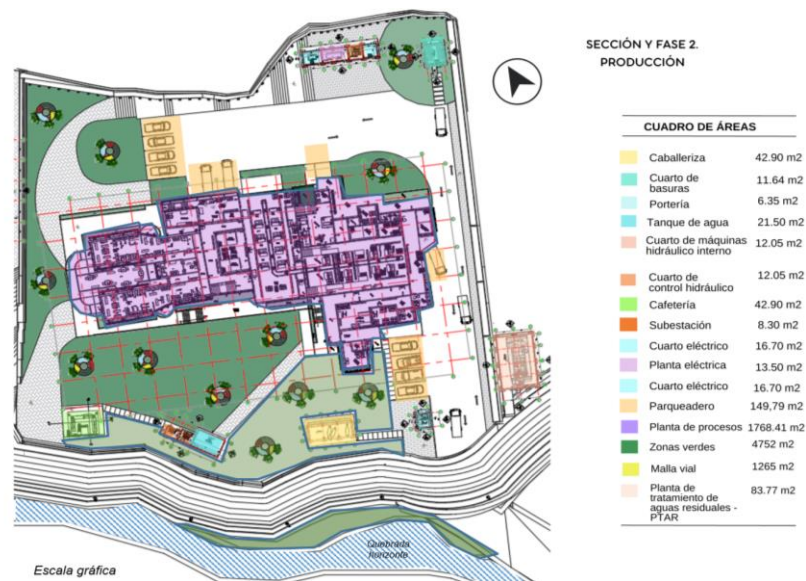 SECCIÓN Y FASE 2.
PRODUCCIÓN
CUADRO DE ÁREAS
Caballeriza 42.90 m2
Cuarto de
basuras 11.64 m2
Portería 6.35 m2
Tanque de agua 21.50 m2
Cuarto de máquinas
hidráulico interno 12.05 m2
Cuarto de
control hidráulico 12.05 m2
Cafetería 42.90 m2
Subestación 8.30 m2
Cuarto eléctrico 16.70 m2
Planta eléctrica 13.50 m2
Cuarto eléctrico 16.70 m2
Parqueadero 149,79 m2
Planta de procesos 1768.41 m2
Zonas verdes 4752 m2
Malla vial 1265 m2
Planta de
tratamiento de
aguas residuales -
PTAR 83.77 m2
Quebrada
horizonte
Escala gráfica